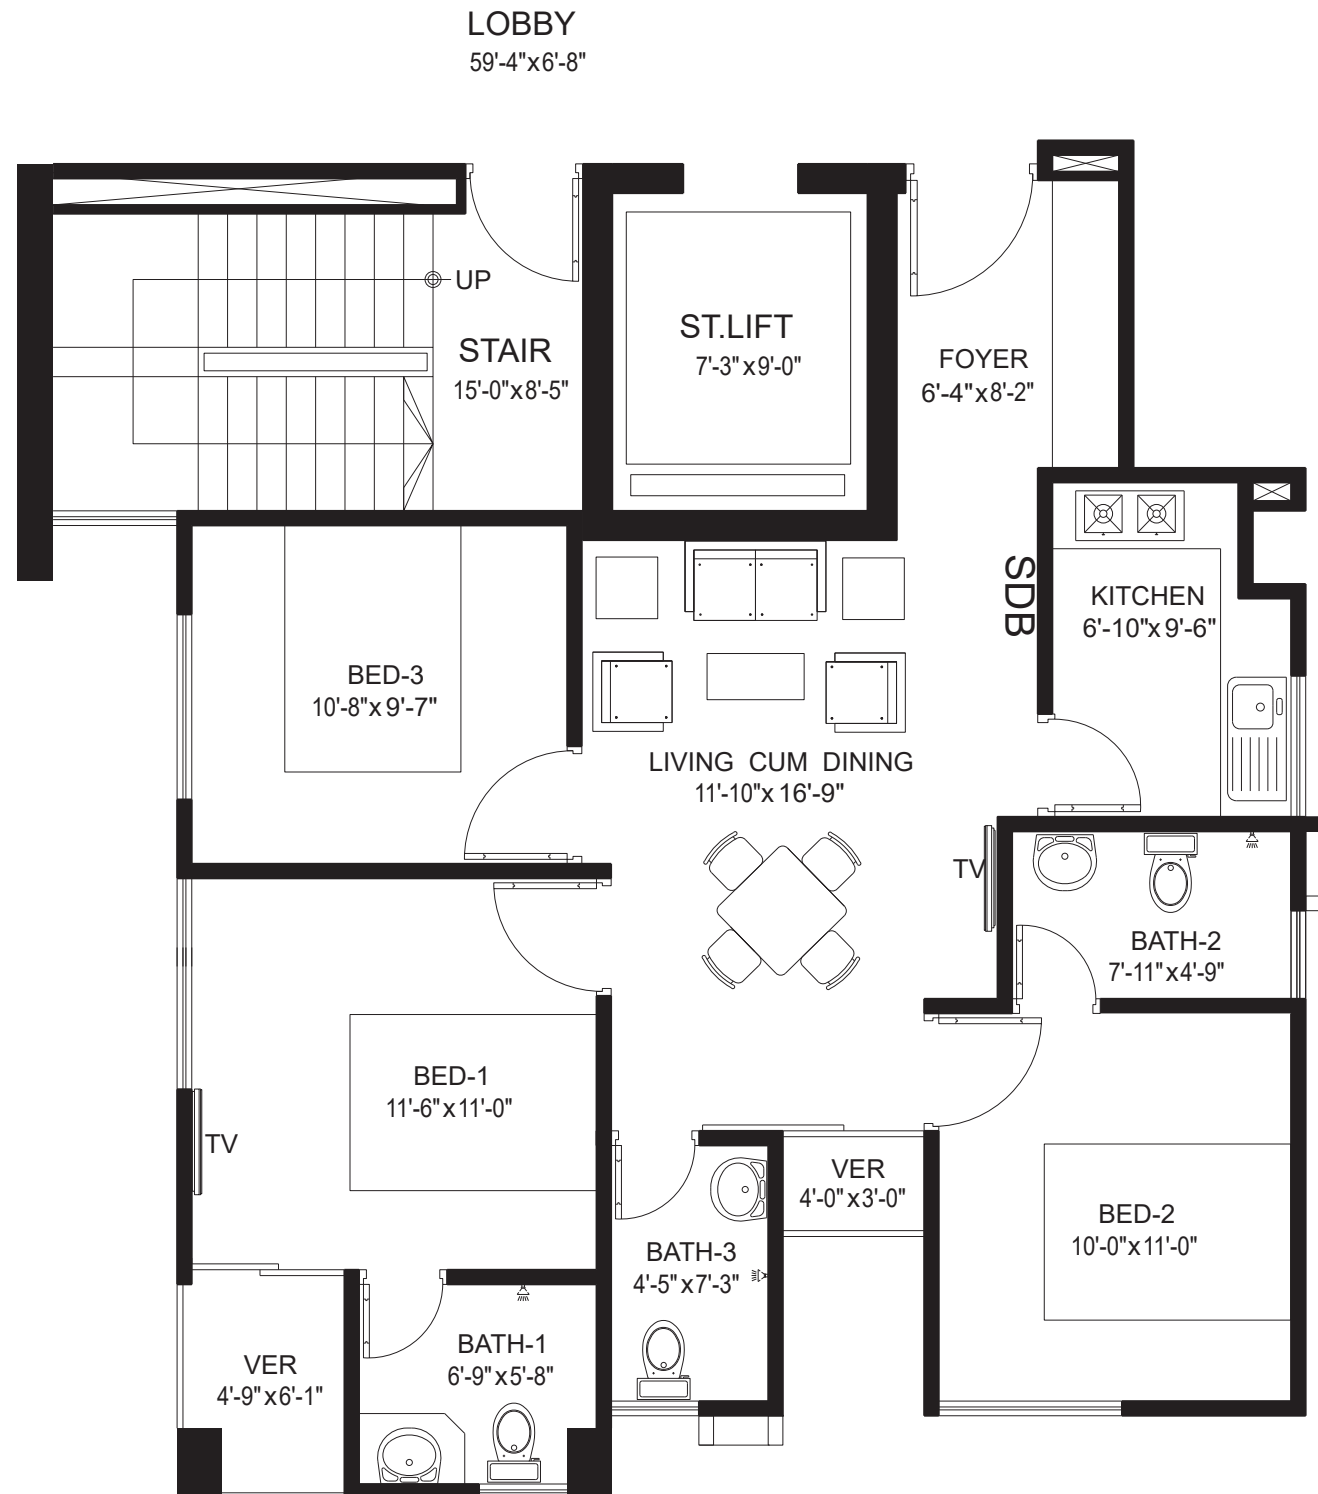 LOBBY
59'-4"x6'-8"
UP
STAIR
15'-0"x8'-5"
ST.LIFT
7'-3"x9'-0"
FOYER
6'-4"x8'-2"
SDB
KITCHEN
6'-10"x9'-6"
BED-3
10'-8"x9'-7"
LIVING CUM DINING
11'-10"x16'-9"
TV
BATH-2
7'-11"x4'-9"
BED-1
11'-6"x11'-0"
TV
VER
4'-0"x3'-0"
BED-2
10'-0"x11'-0"
BATH-3
4'-5"x7'-3"
BATH-1
6'-9"x5'-8"
VER
4'-9"x6'-1"